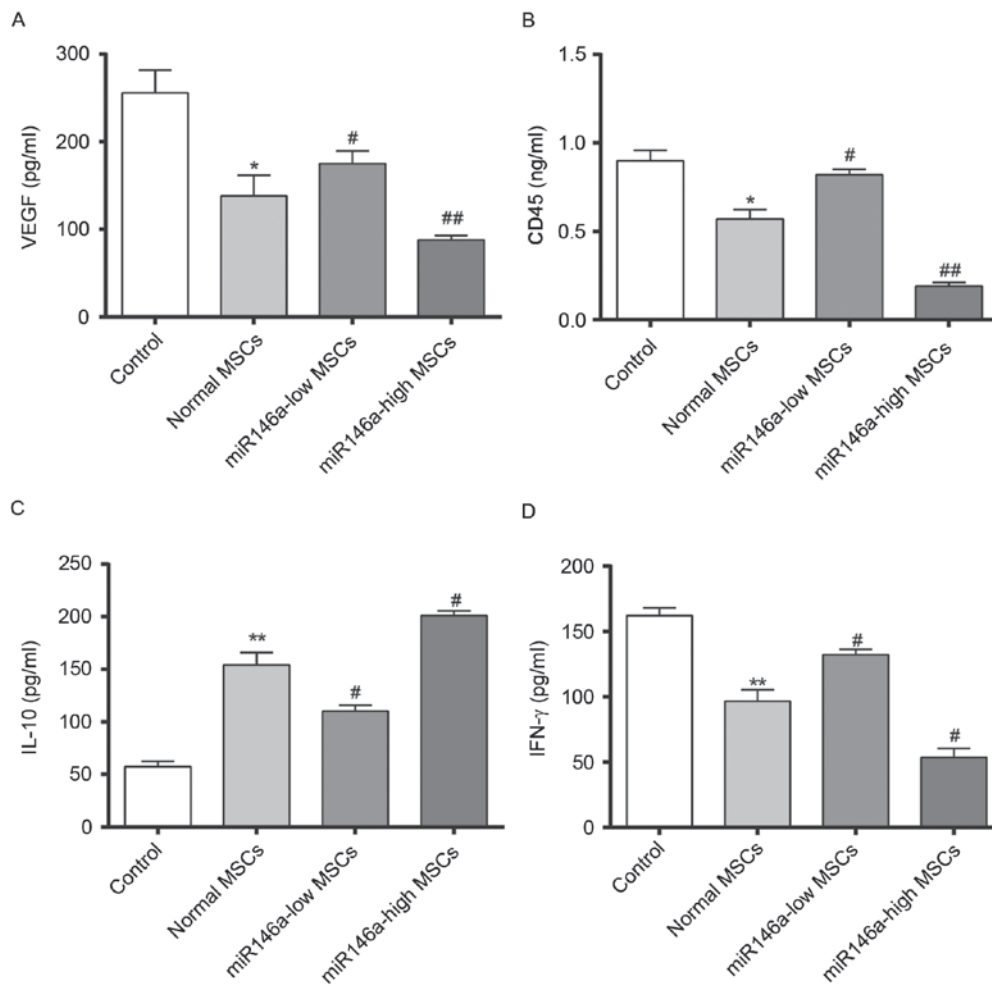 A
VEGF (pg/ml)
300
200
100
0
*
#
##
Control
Normal MSCs
miR146a-low MSCs
miR146a-high MSCs
B
CD45 (ng/ml)
1.5
1.0
0.5
0.0
*
#
##
Control
Normal MSCs
miR146a-low MSCs
miR146a-high MSCs
C
IL-10 (pg/ml)
250
200
150
100
50
0
**
#
#
Control
Normal MSCs
miR146a-low MSCs
miR146a-high MSCs
D
IFN-γ (pg/ml)
200
150
100
50
0
**
#
#
Control
Normal MSCs
miR146a-low MSCs
miR146a-high MSCs